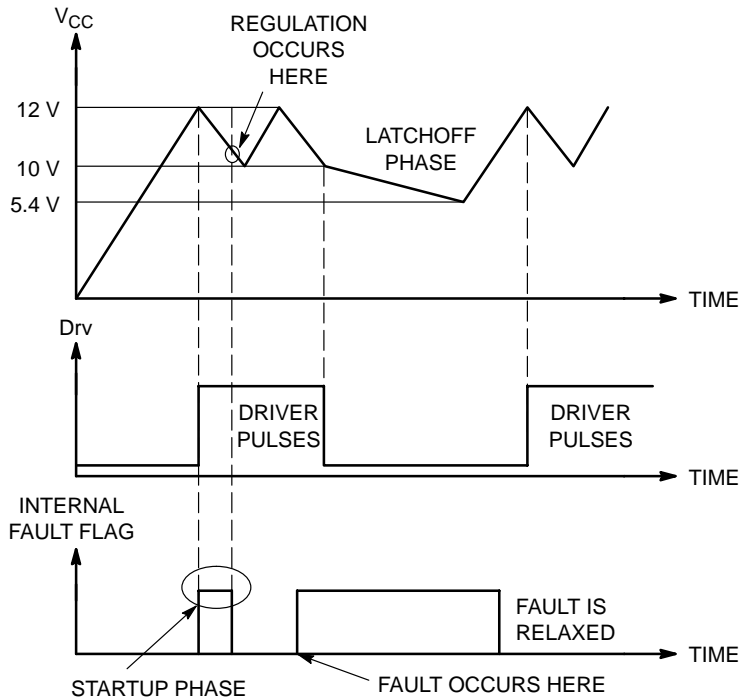 V_CC
REGULATION
OCCURS
HERE
12 V
LATCHOFF
PHASE
10 V
5.4 V
TIME
Drv
DRIVER
PULSES
DRIVER
PULSES
TIME
INTERNAL
FAULT FLAG
FAULT IS
RELAXED
TIME
STARTUP PHASE
FAULT OCCURS HERE